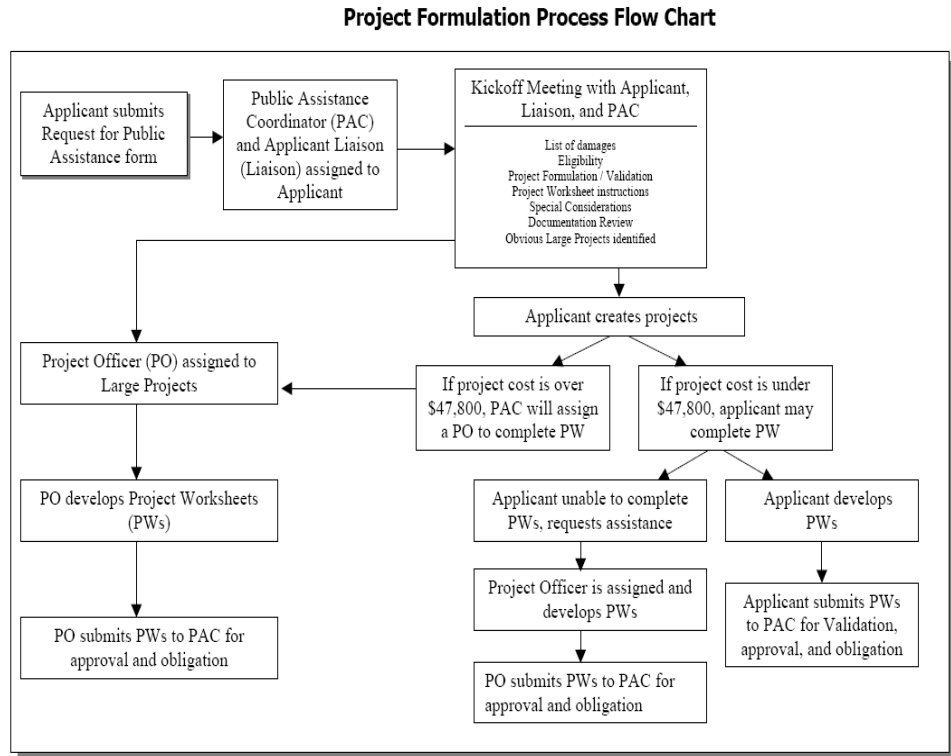 Project Formulation Process Flow Chart
Applicant submits
Request for Public
Assistance form
Public Assistance
Coordinator (PAC)
and Applicant Liaison
(Liaison) assigned to
Applicant
Kickoff Meeting with Applicant,
Liaison, and PAC
List of damages
Eligibility
Project Formulation / Validation
Project Worksheet instructions
Special Considerations
Documentation Review
Obvious Large Projects identified
Applicant creates projects
Project Officer (PO) assigned to
Large Projects
If project cost is over
$47,800, PAC will assign
a PO to complete PW
If project cost is under
$47,800, applicant may
complete PW
PO develops Project Worksheets
(PWs)
Applicant unable to complete
PWs, requests assistance
Applicant develops
PWs
Project Officer is assigned and
develops PWs
Applicant submits PWs
to PAC for Validation,
approval, and obligation
PO submits PWs to PAC for
approval and obligation
PO submits PWs to PAC for
approval and obligation